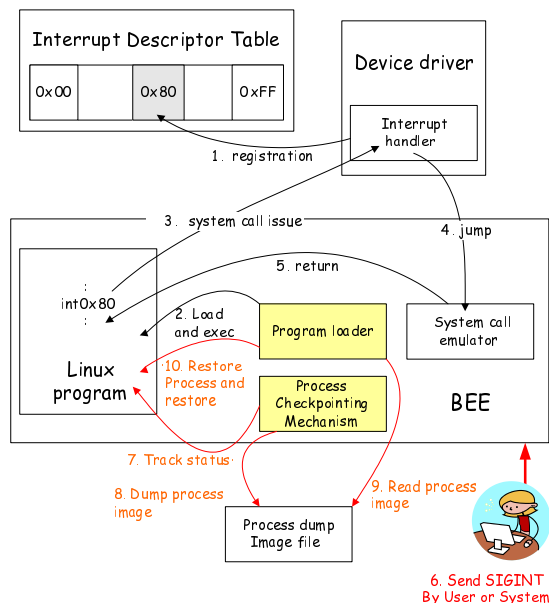 Interrupt Descriptor Table
0x00
0x80
0xFF
Device driver
Interrupt
handler
1. registration
3. system call issue
4. jump
5. return
:
int0x80
:
2. Load
and exec
Program loader
System call
emulator
10. Restore
Process and
restore
Linux
program
Process
Checkpointing
Mechanism
BEE
7. Track status
8. Dump process
image
9. Read process
image
Process dump
Image file
6. Send SIGINT
By User or System